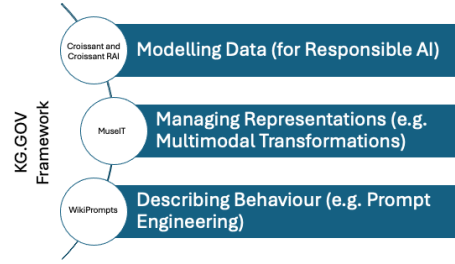 KG.GOV
Framework
Croissant and
Croissant RAI
Modelling Data (for Responsible AI)
MuseIT
Managing Representations (e.g.
Multimodal Transformations)
WikiPrompts
Describing Behaviour (e.g. Prompt
Engineering)